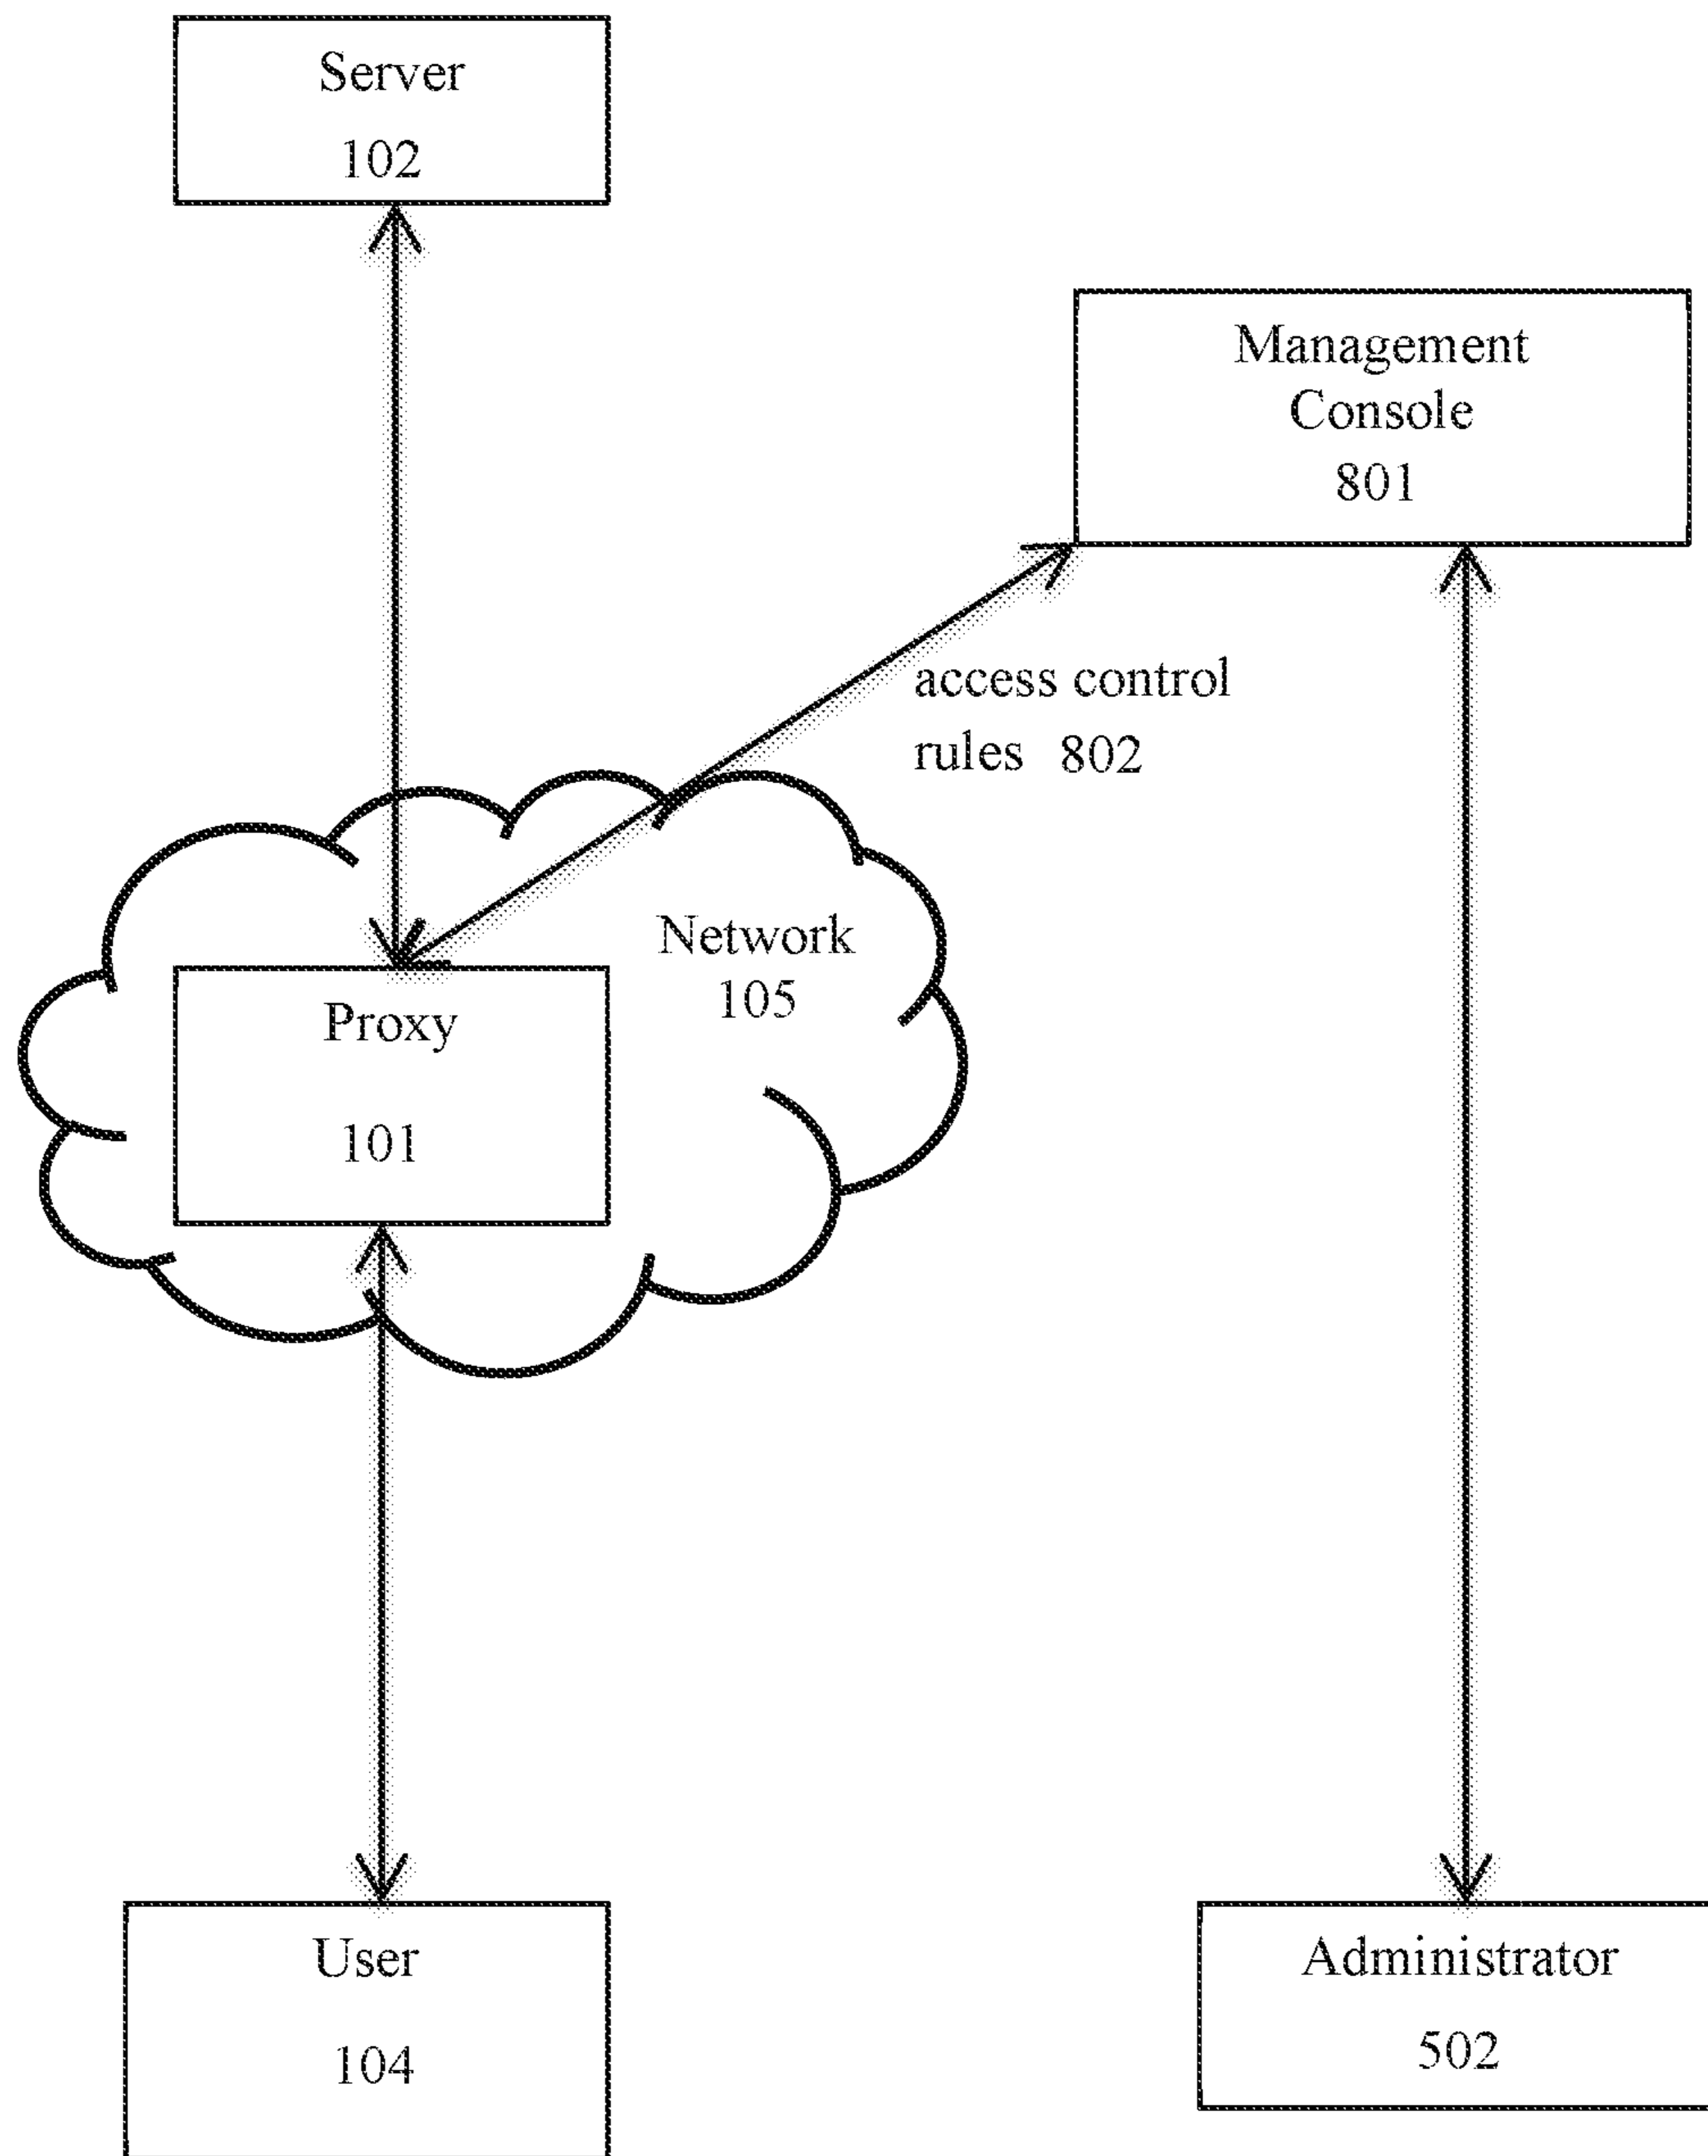 Server
102
Management
Console
801
access control
rules 802
Network
105
Proxy
101
User
104
Administrator
502